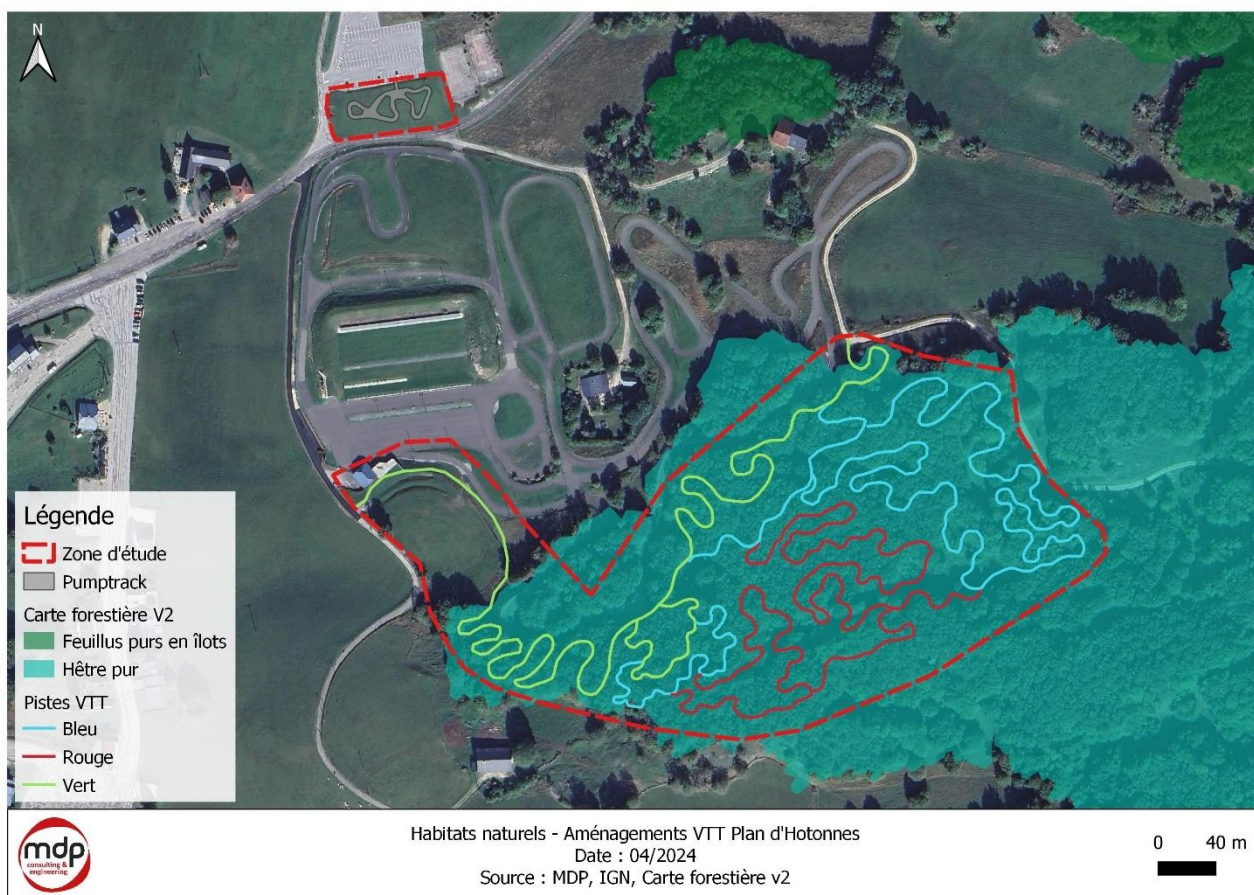 N
Légende
Zone d'étude
Pumptrack
Carte forestière V2
Feuillus purs en îlots
Hêtre pur
Pistes VTT
Bleu
Rouge
Vert
mdp
consulting &
engineering
Habitats naturels - Aménagements VTT Plan d'Hotonnes
Date : 04/2024
Source : MDP, IGN, Carte forestière v2
0 40 m